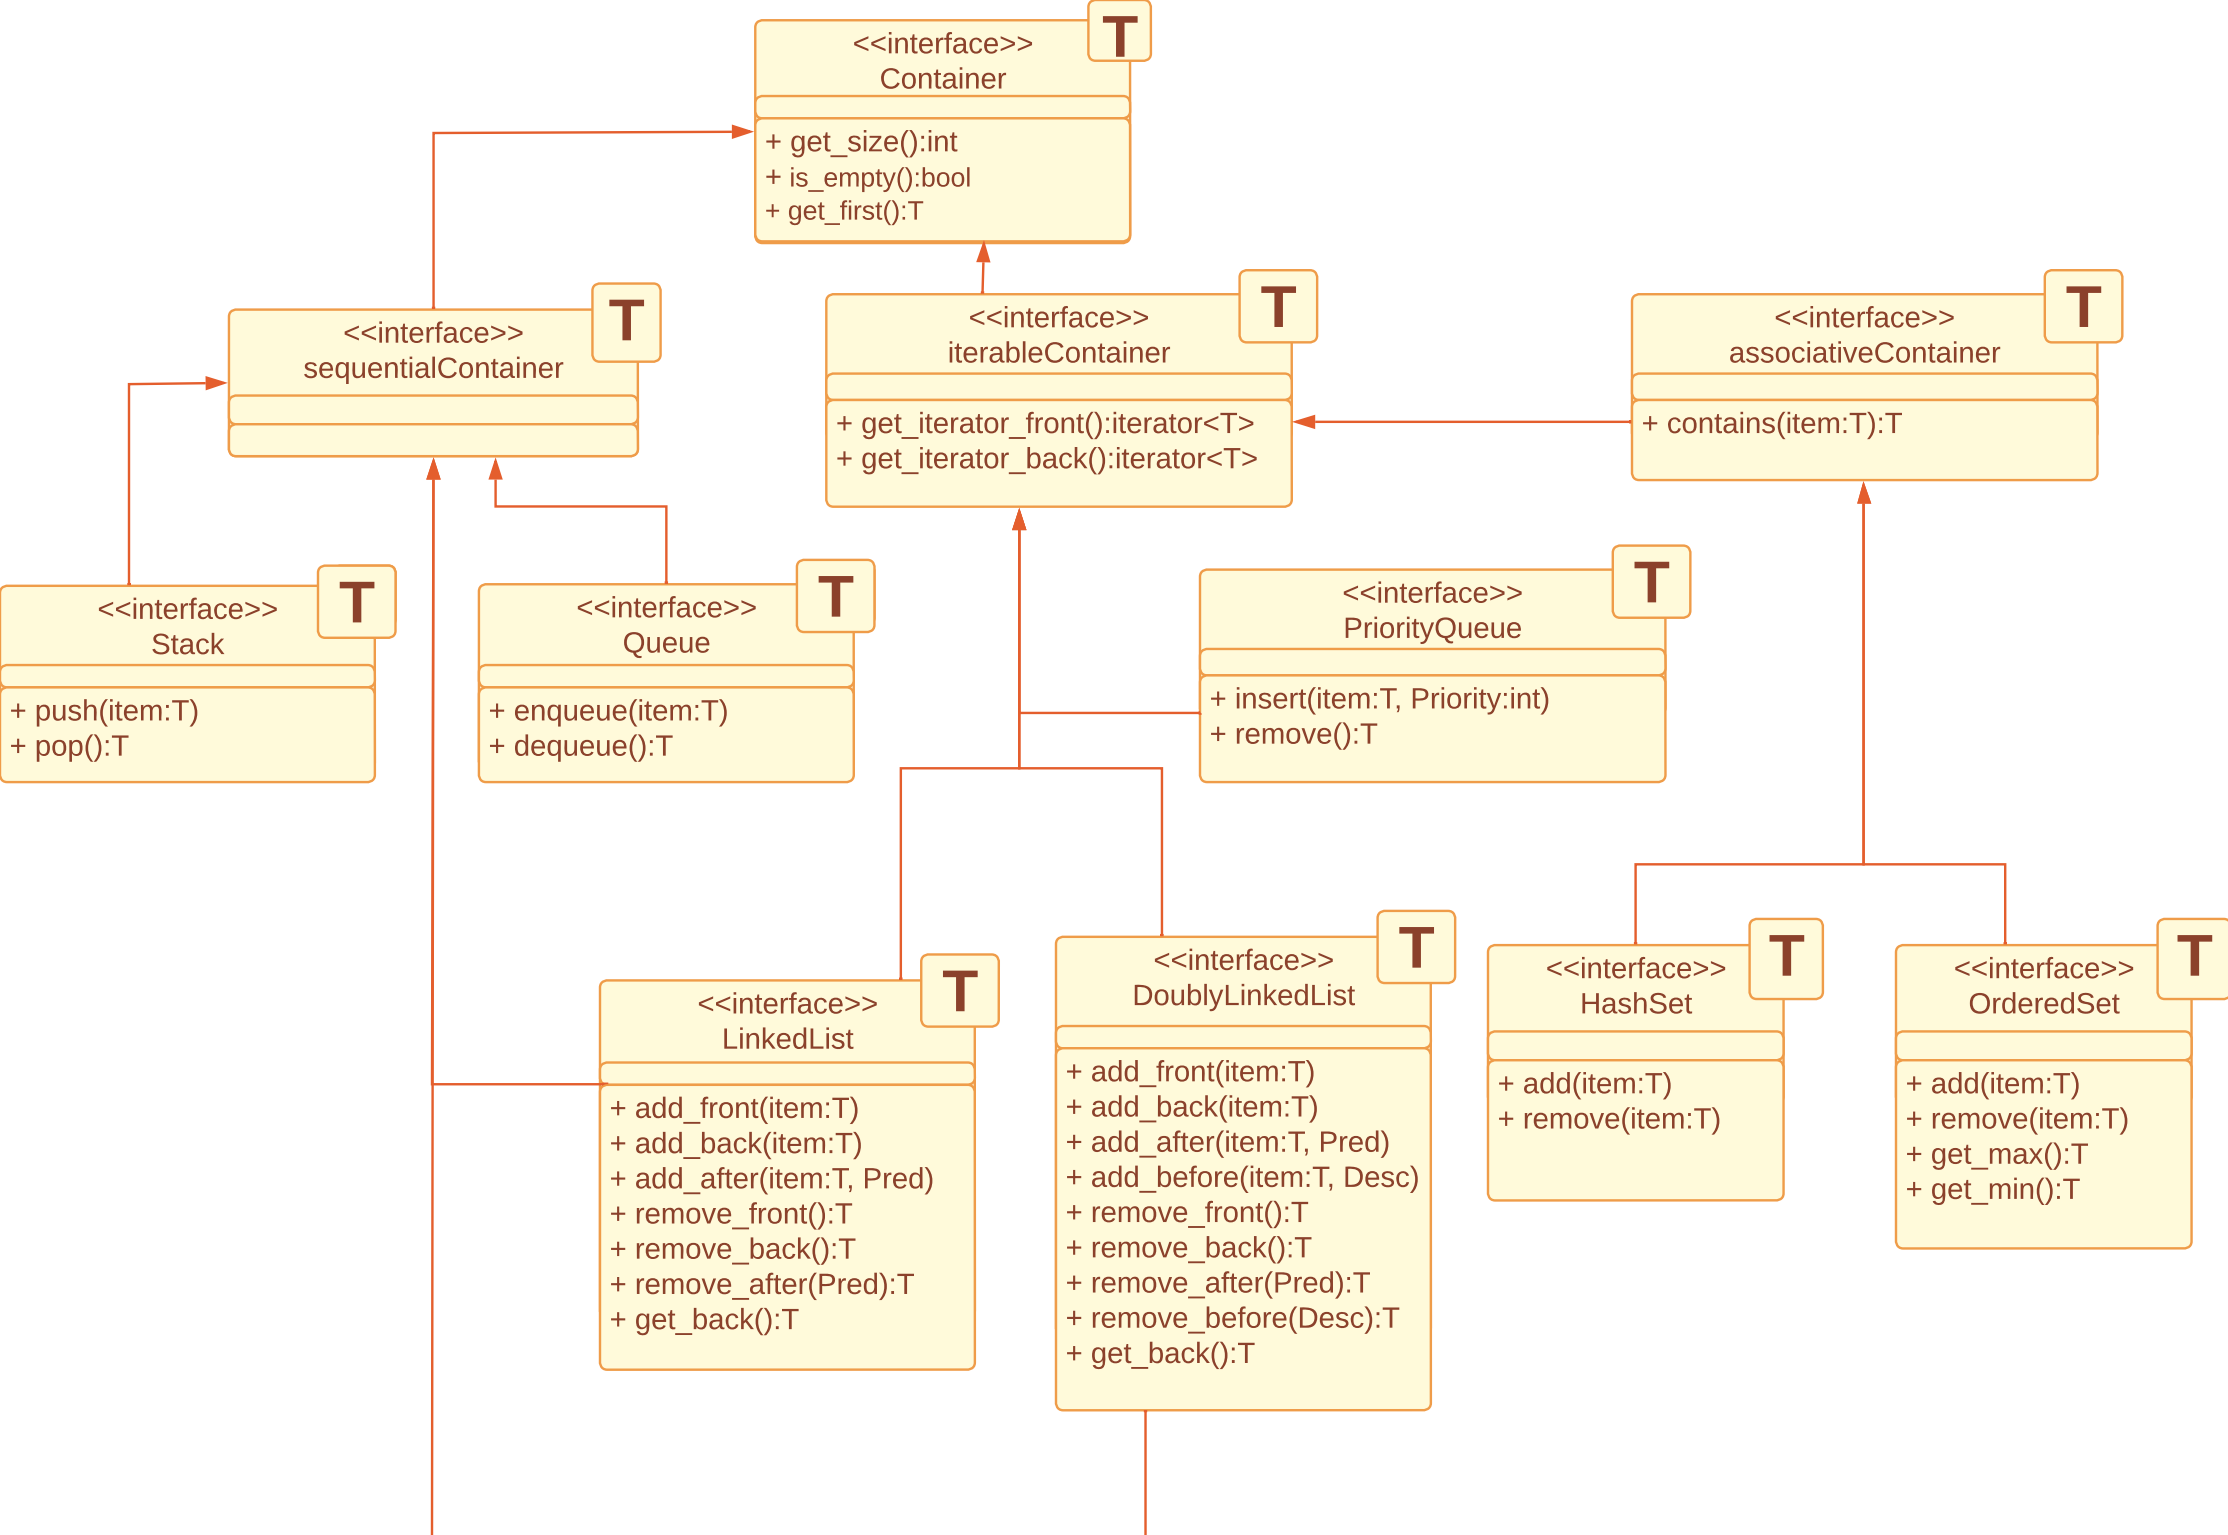 T
<<interface>>
Container
+ get_size():int
+ is_empty():bool
+ get_first():T
T
<<interface>>
sequentialContainer
T
<<interface>>
iterableContainer
+ get_iterator_front():iterator<T>
+ get_iterator_back():iterator<T>
T
<<interface>>
associativeContainer
+ contains(item:T):T
T
<<interface>>
Stack
+ push(item:T)
+ pop():T
T
<<interface>>
Queue
+ enqueue(item:T)
+ dequeue():T
T
<<interface>>
PriorityQueue
+ insert(item:T, Priority:int)
+ remove():T
T
<<interface>>
LinkedList
+ add_front(item:T)
+ add_back(item:T)
+ add_after(item:T, Pred)
+ remove_front():T
+ remove_back():T
+ remove_after(Pred):T
+ get_back():T
T
<<interface>>
DoublyLinkedList
+ add_front(item:T)
+ add_back(item:T)
+ add_after(item:T, Pred)
+ add_before(item:T, Desc)
+ remove_front():T
+ remove_back():T
+ remove_after(Pred):T
+ remove_before(Desc):T
+ get_back():T
T
<<interface>>
HashSet
+ add(item:T)
+ remove(item:T)
T
<<interface>>
OrderedSet
+ add(item:T)
+ remove(item:T)
+ get_max():T
+ get_min():T